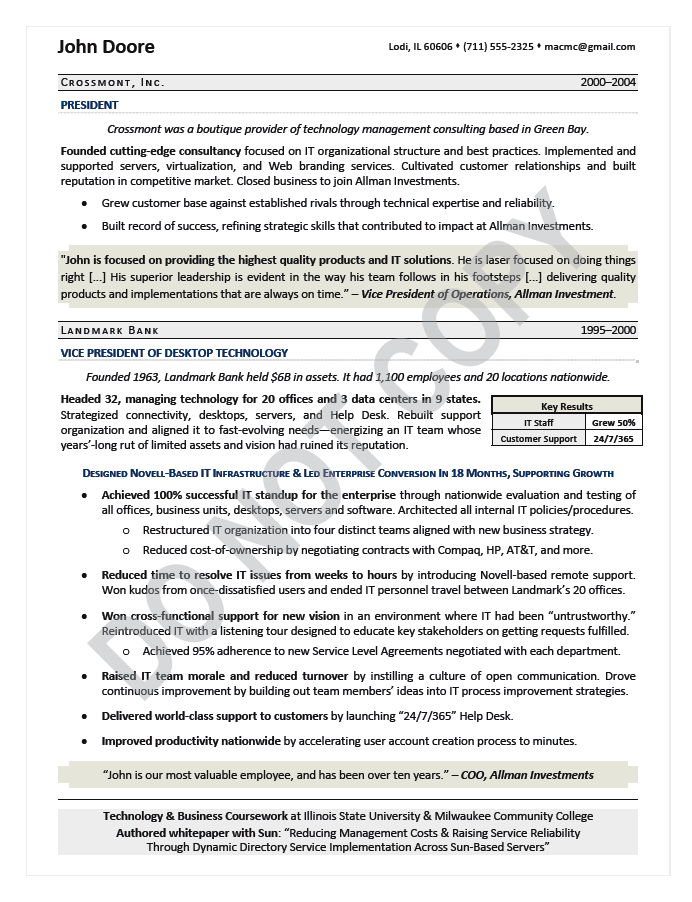 John Doore
Lodi, IL 60606 ♦ (711) 555-2325 ♦ macmc@gmail.com
Crossmont, Inc. 2000–2004
PRESIDENT
Crossmont was a boutique provider of technology management consulting based in Green Bay.
Founded cutting-edge consultancy focused on IT organizational structure and best practices. Implemented and
supported servers, virtualization, and Web branding services. Cultivated customer relationships and built
reputation in competitive market. Closed business to join Allman Investments.
• Grew customer base against established rivals through technical expertise and reliability.
• Built record of success, refining strategic skills that contributed to impact at Allman Investments.
"John is focused on providing the highest quality products and IT solutions. He is laser focused on doing things
right [...] His superior leadership is evident in the way his team follows in his footsteps [...] delivering quality
products and implementations that are always on time.” – Vice President of Operations, Allman Investment.
Landmark Bank 1995–2000
VICE PRESIDENT OF DESKTOP TECHNOLOGY
Founded 1963, Landmark Bank held $6B in assets. It had 1,100 employees and 20 locations nationwide.
Headed 32, managing technology for 20 offices and 3 data centers in 9 states.
Strategized connectivity, desktops, servers, and Help Desk. Rebuilt support
organization and aligned it to fast-evolving needs—energizing an IT team whose
years’-long rut of limited assets and vision had ruined its reputation.
Key Results
IT Staff Grew 50%
Customer Support 24/7/365
Designed Novell-Based IT Infrastructure & Led Enterprise Conversion In 18 Months, Supporting Growth
• Achieved 100% successful IT standup for the enterprise through nationwide evaluation and testing of
all offices, business units, desktops, servers and software. Architected all internal IT policies/procedures.
o Restructured IT organization into four distinct teams aligned with new business strategy.
o Reduced cost-of-ownership by negotiating contracts with Compaq, HP, AT&T, and more.
• Reduced time to resolve IT issues from weeks to hours by introducing Novell-based remote support.
Won kudos from once-dissatisfied users and ended IT personnel travel between Landmark’s 20 offices.
• Won cross-functional support for new vision in an environment where IT had been “untrustworthy.”
Reintroduced IT with a listening tour designed to educate key stakeholders on getting requests fulfilled.
o Achieved 95% adherence to new Service Level Agreements negotiated with each department.
• Raised IT team morale and reduced turnover by instilling a culture of open communication. Drove
continuous improvement by building out team members’ ideas into IT process improvement strategies.
• Delivered world-class support to customers by launching “24/7/365” Help Desk.
• Improved productivity nationwide by accelerating user account creation process to minutes.
“John is our most valuable employee, and has been over ten years.” – COO, Allman Investments
Technology & Business Coursework at Illinois State University & Milwaukee Community College
Authored whitepaper with Sun: “Reducing Management Costs & Raising Service Reliability
Through Dynamic Directory Service Implementation Across Sun-Based Servers”
DO NOT COPY